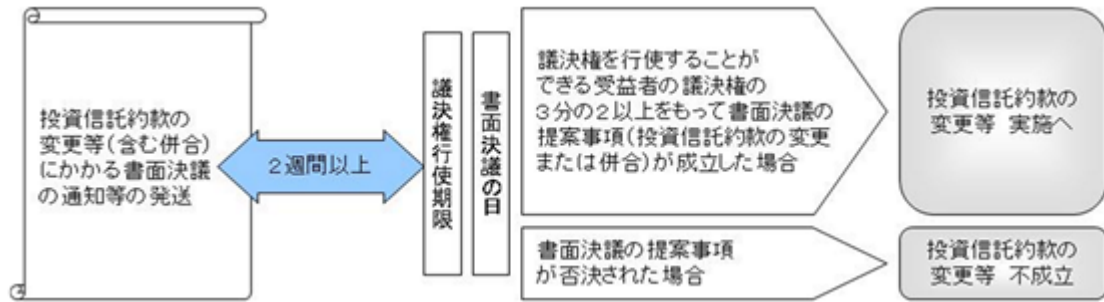 投資信託約款の
変更等(含む併合)
にかかる書面決議
の通知等の発送
2週間以上
議決権行使期限
書面決議の日
議決権を行使することが
できる受益者の議決権の
3分の2以上をもって書面決議の
提案事項(投資信託約款の変更
または併合)が成立した場合
投資信託約款の
変更等 実施へ
書面決議の提案事項
が否決された場合
投資信託約款の
変更等 不成立